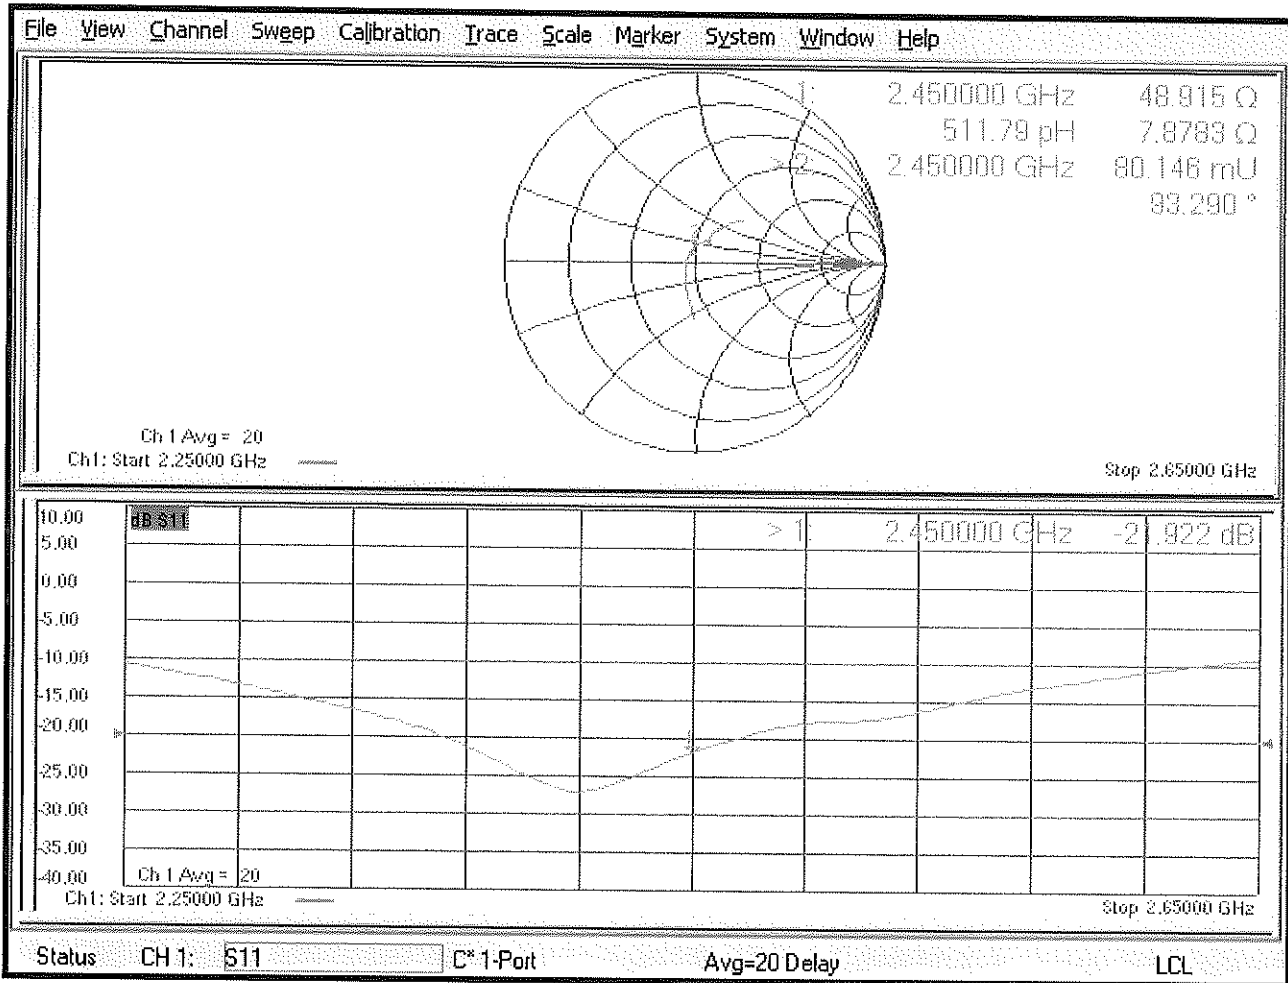 File View Channel Sweep Calibration Trace Scale Marker System Window Help
1: 2.450000 GHz 48.915 Ω
511.79 pH 7.8783 Ω
> 2: 2.450000 GHz 80.146 mU
93.290 °
Ch 1 Avg = 20
Ch1: Start 2.25000 GHz
Stop 2.65000 GHz
10.00 dB S11 > 1: 2.450000 GHz -21.922 dB
5.00
0.00
-5.00
-10.00
-15.00
-20.00
-25.00
-30.00
-35.00
-40.00 Ch 1 Avg = 20
Ch1: Start 2.25000 GHz
Stop 2.65000 GHz
Status CH 1: S11 C* 1-Port Avg=20 Delay LCL